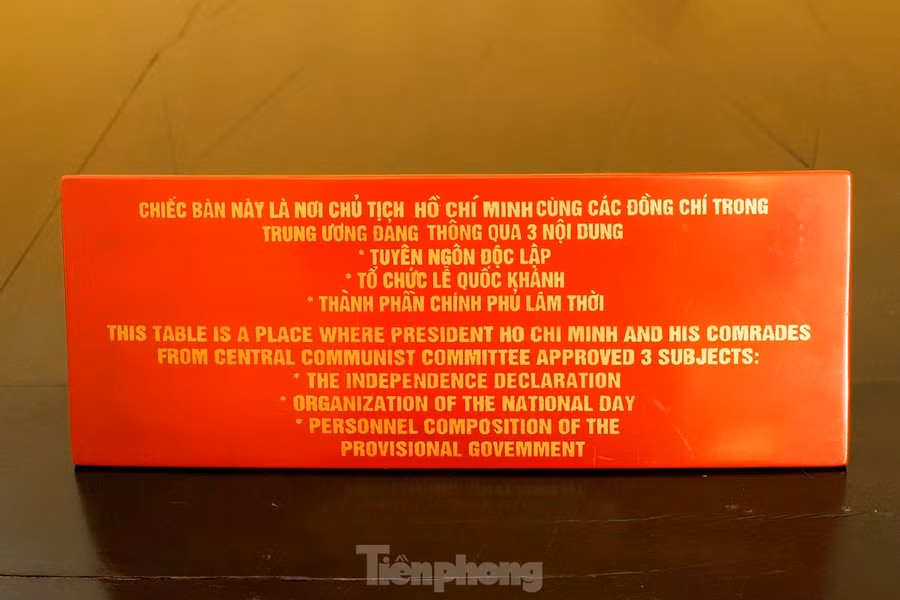 CHIẾC BÀN NÀY LÀ NƠI CHỦ TỊCH HỒ CHÍ MINH CÙNG CÁC ĐỒNG CHÍ TRONG
TRUNG ƯƠNG ĐẢNG THÔNG QUA 3 NỘI DUNG
* TUYÊN NGÔN ĐỘC LẬP
* TỔ CHỨC LỄ QUỐC KHÁNH
* THÀNH PHẦN CHÍNH PHỦ LÂM THỜI
THIS TABLE IS A PLACE WHERE PRESIDENT HO CHI MINH AND HIS COMRADES
FROM CENTRAL COMMUNIST COMMITTEE APPROVED 3 SUBJECTS:
* THE INDEPENDENCE DECLARATION
* ORGANIZATION OF THE NATIONAL DAY
* PERSONNEL COMPOSITION OF THE
PROVISIONAL GOVEMMENT
Tiềnphong